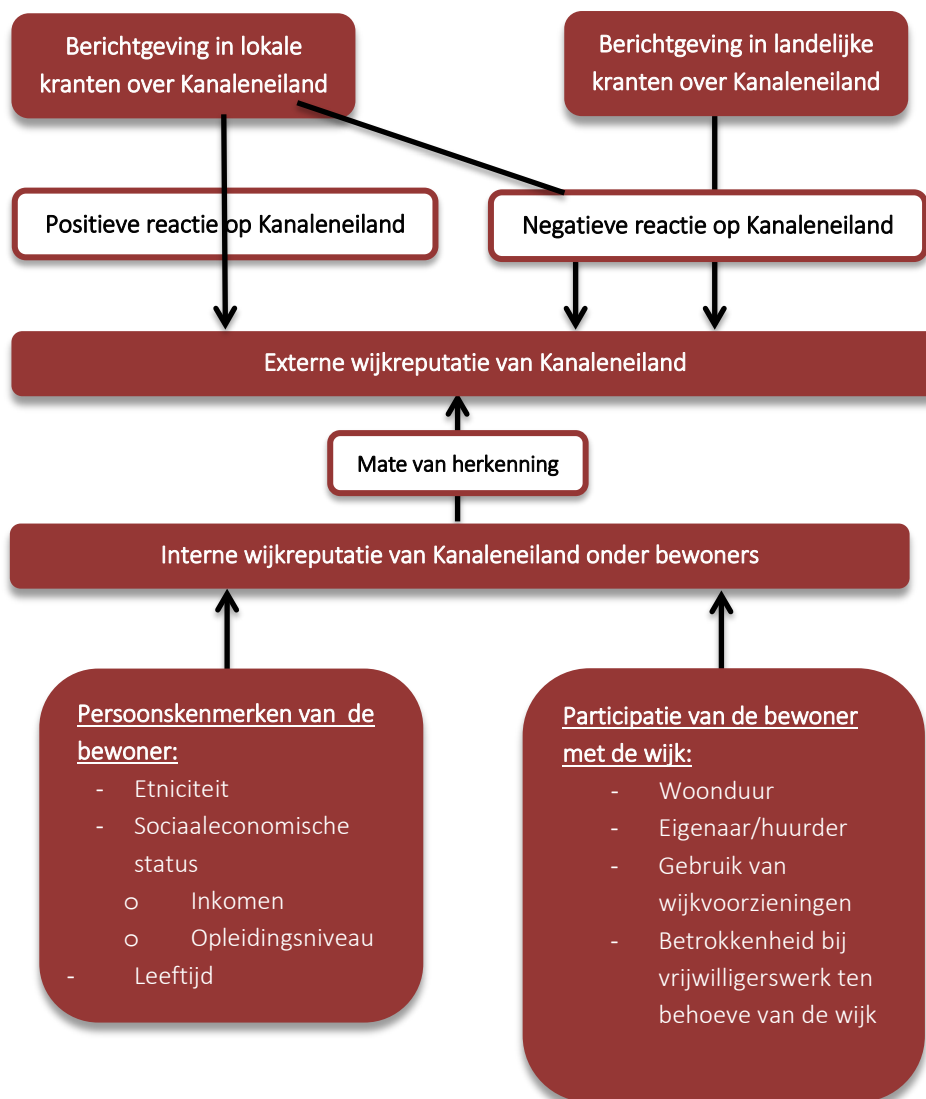 Berichtgeving in lokale
kranten over Kanaleneiland
Berichtgeving in landelijke
kranten over Kanaleneiland
Positieve reactie op Kanaleneiland
Negatieve reactie op Kanaleneiland
Externe wijkreputatie van Kanaleneiland
Mate van herkenning
Interne wijkreputatie van Kanaleneiland onder bewoners
Persoonskenmerken van de
bewoner:
- Etniciteit
- Sociaaleconomische
status
o Inkomen
o Opleidingsniveau
- Leeftijd
Participatie van de bewoner
met de wijk:
- Woonduur
- Eigenaar/huurder
- Gebruik van
wijkvoorzieningen
- Betrokkenheid bij
vrijwilligerswerk ten
behoeve van de wijk